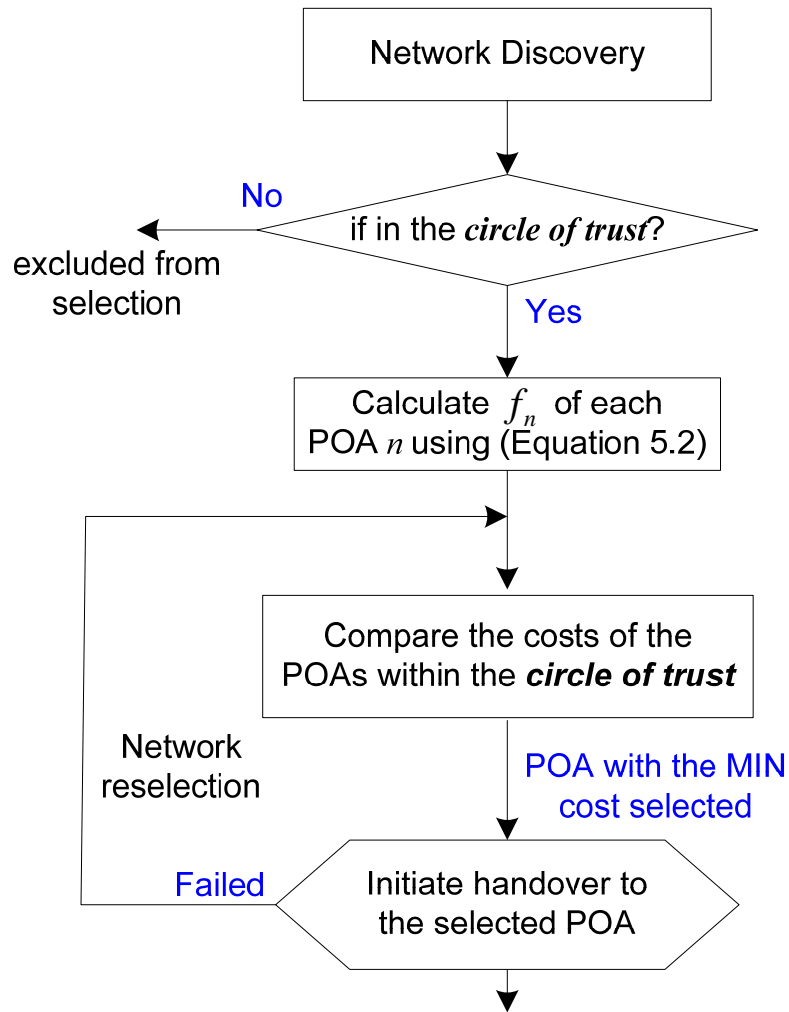 Network Discovery
No
if in the circle of trust?
excluded from
selection
Yes
Calculate fn of each
POA n using (Equation 5.2)
Compare the costs of the
POAs within the circle of trust
Network
reselection
POA with the MIN
cost selected
Failed
Initiate handover to
the selected POA